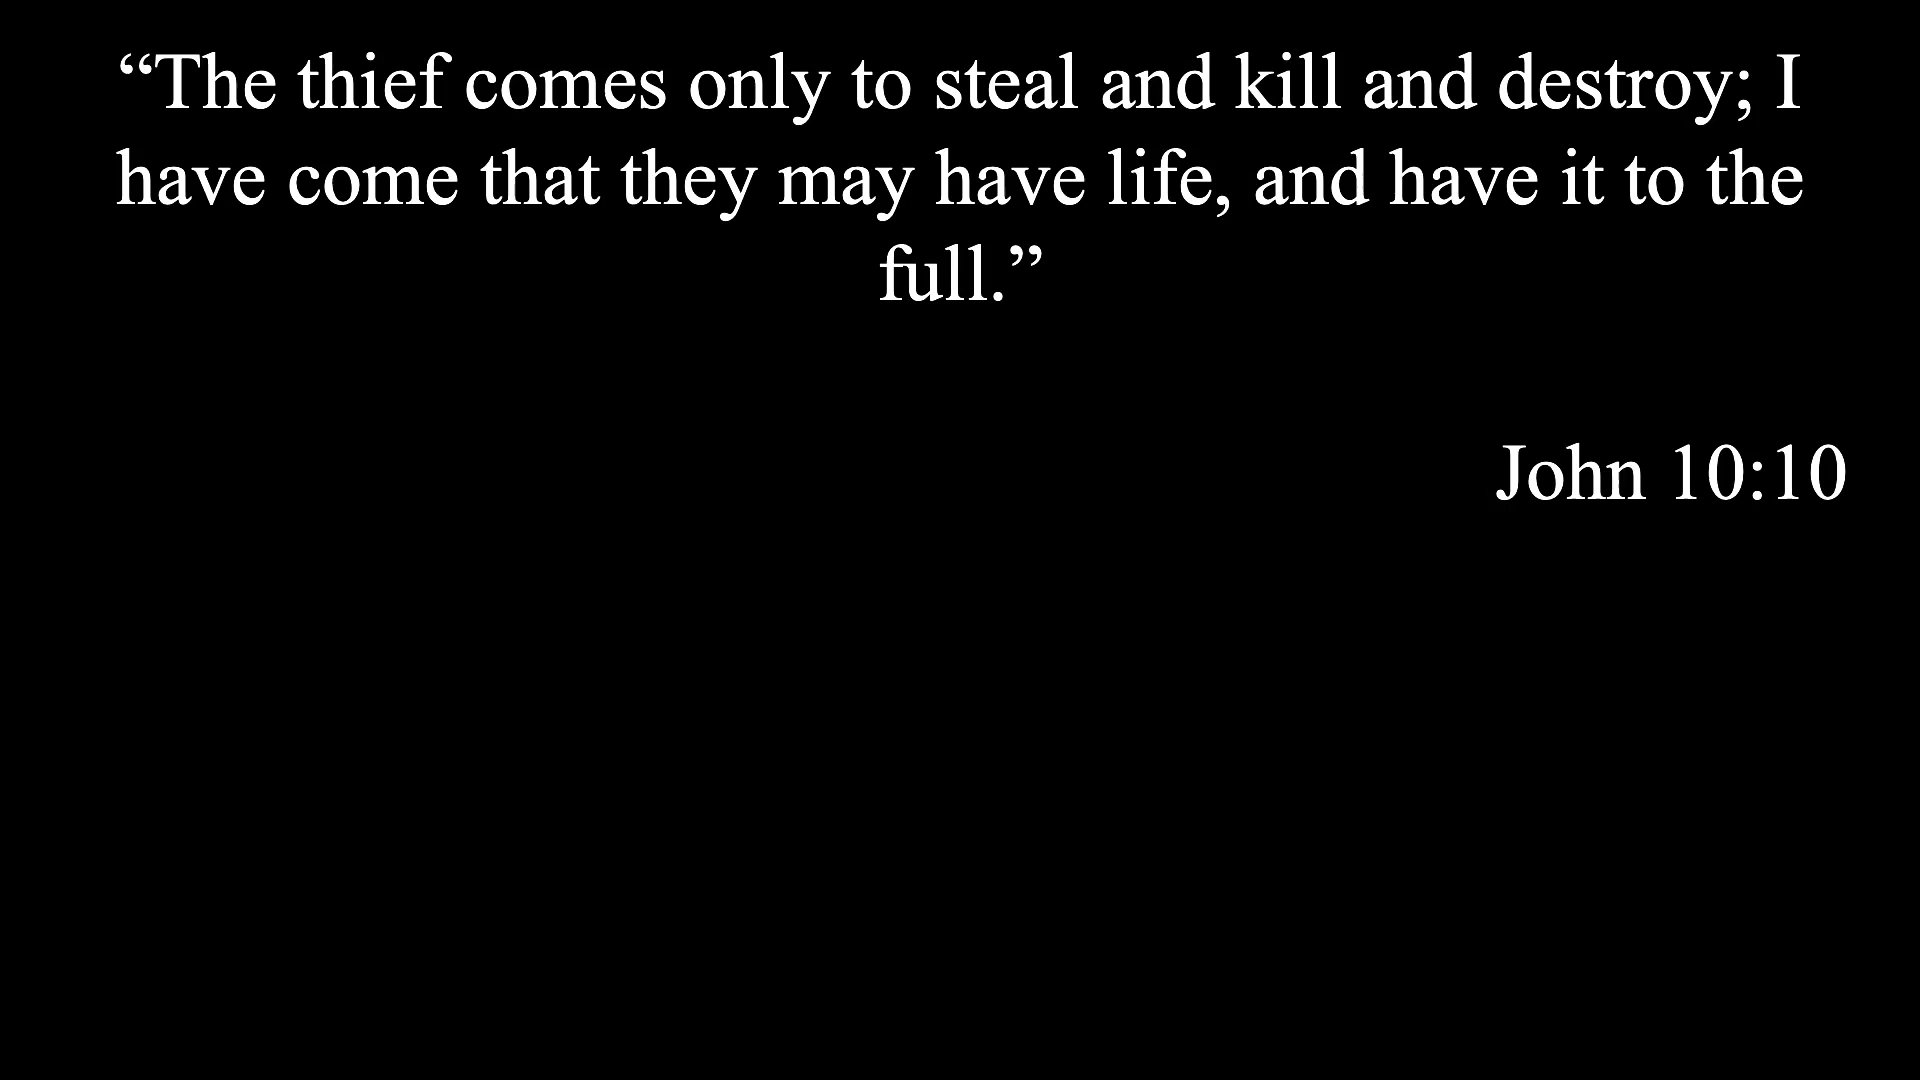 “The thief comes only to steal and kill and destroy; I
have come that they may have life, and have it to the
full.”
John 10:10